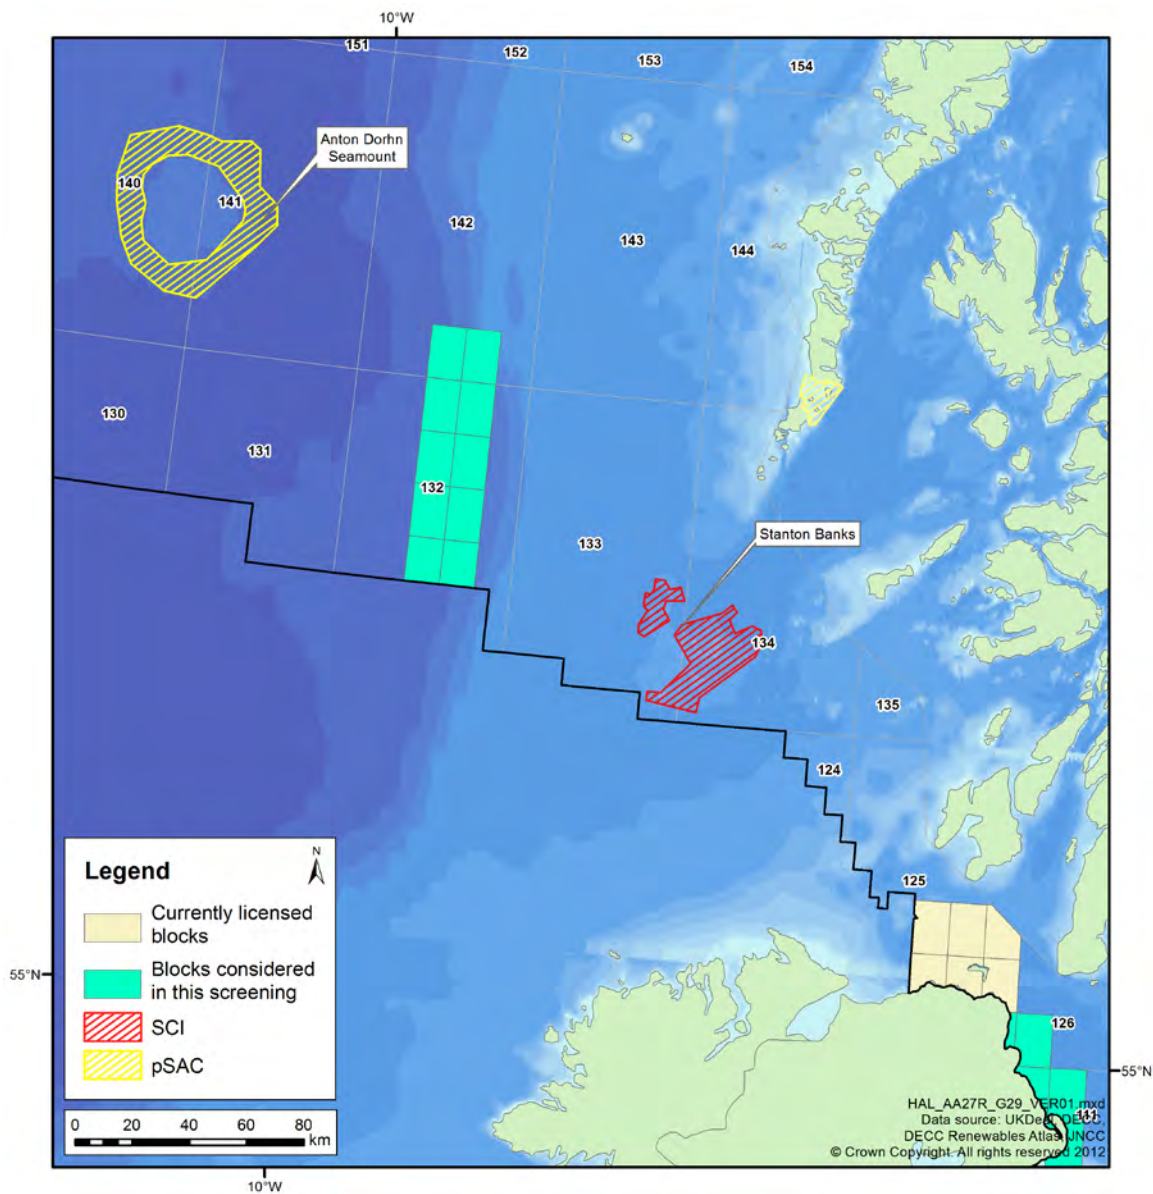 10°W
151
152
153
154
Anton Dorhn
Seamount
140
141
142
143
144
130
131
132
133
Stanton Banks
134
135
124
125
Legend
N
Currently licensed
blocks
Blocks considered
in this screening
SCI
pSAC
0 20 40 60 80
km
55°N
126
55°N
HAL_AA27R_G29_VER01.mxd
Data source: UKDeal, DECC,
DECC Renewables Atlas, JNCC
© Crown Copyright. All rights reserved 2012
10°W